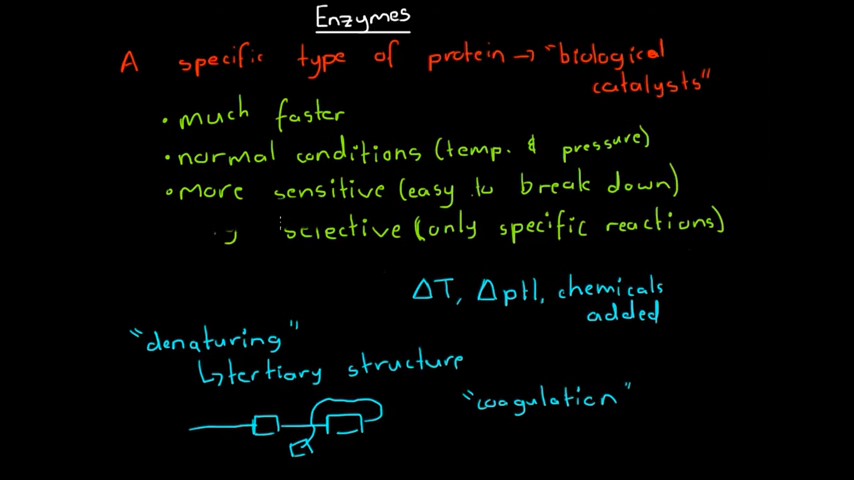 Enzymes
A specific type of protein → "biological
catalysts"
• much faster
• normal conditions (temp. & pressure)
• More sensitive (easy to break down)
selective (only specific reactions)
ΔT, ΔpH, chemicals
added
"denaturing"
↳ tertiary structure
"coagulation"